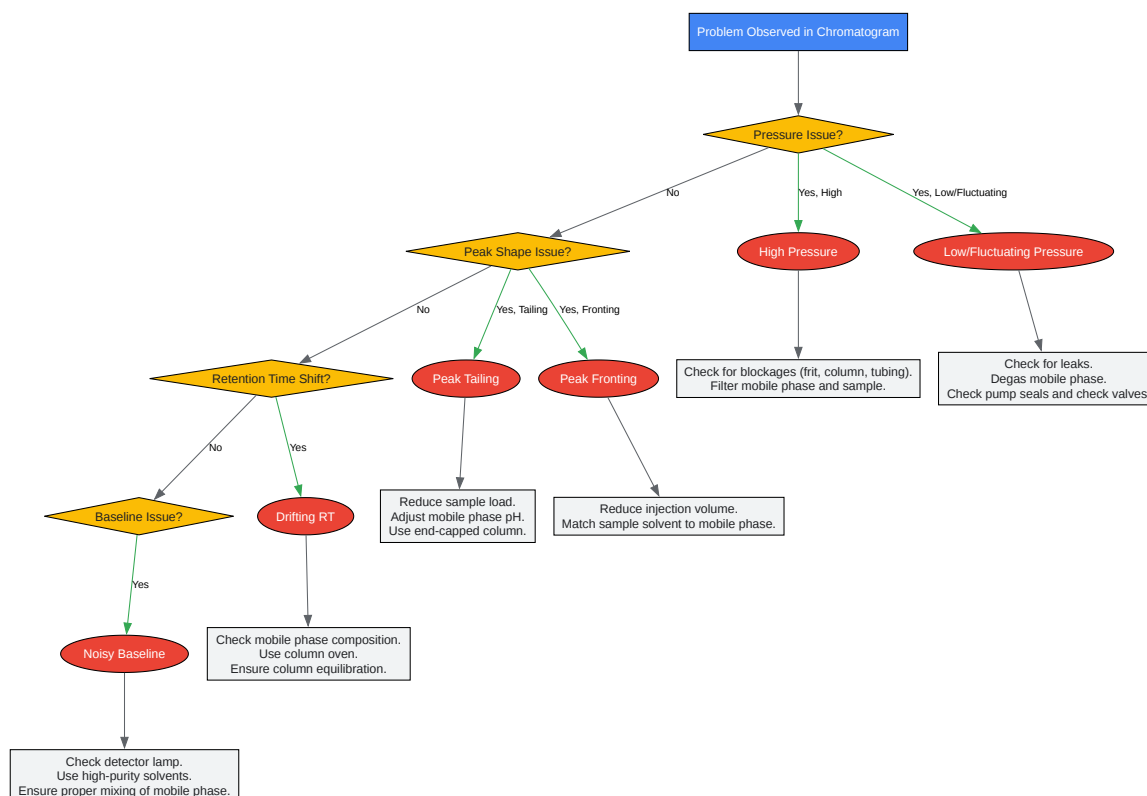 Problem Observed in Chromatogram
Pressure Issue?
No
Yes, High
Yes, Low/Fluctuating
Peak Shape Issue?
High Pressure
Low/Fluctuating Pressure
No
Yes, Tailing
Yes, Fronting
Retention Time Shift?
Peak Tailing
Peak Fronting
Check for blockages (frit, column, tubing).
Filter mobile phase and sample.
Check for leaks.
Degas mobile phase.
Check pump seals and check valves
No
Yes
Baseline Issue?
Drifting RT
Reduce sample load.
Adjust mobile phase pH.
Use end-capped column.
Reduce injection volume.
Match sample solvent to mobile phase.
Yes
Noisy Baseline
Check mobile phase composition.
Use column oven.
Ensure column equilibration.
Check detector lamp.
Use high-purity solvents.
Ensure proper mixing of mobile phase.